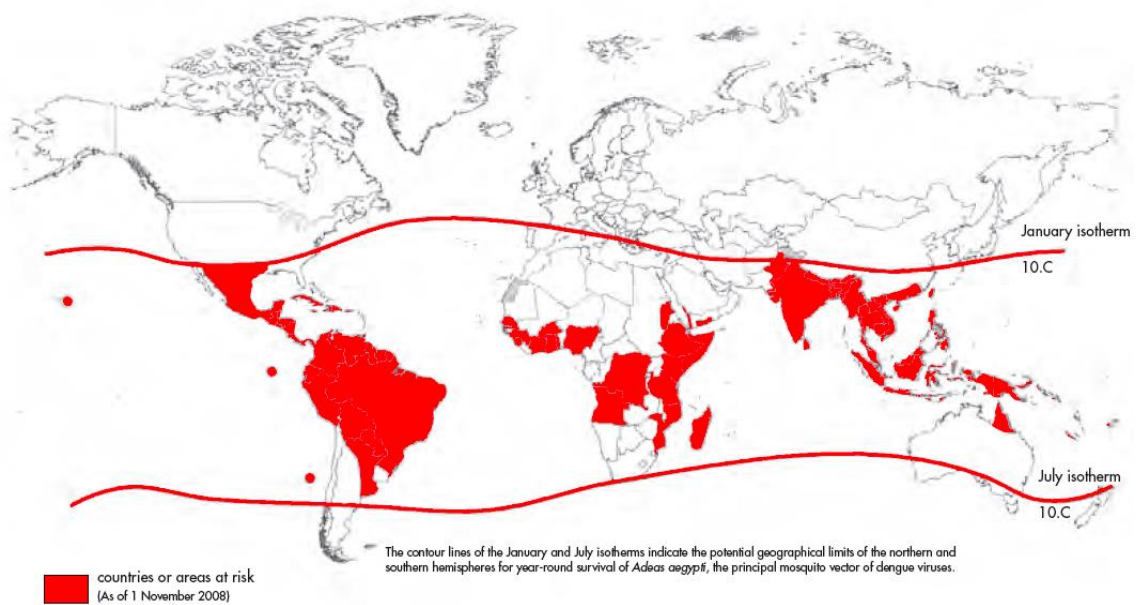 January isotherm
10.C
July isotherm
10.C
The contour lines of the January and July isotherms indicate the potential geographical limits of the northern and
southern hemispheres for year-round survival of Adeas aegypti, the principal mosquito vector of dengue viruses.
countries or areas at risk
(As of 1 November 2008)